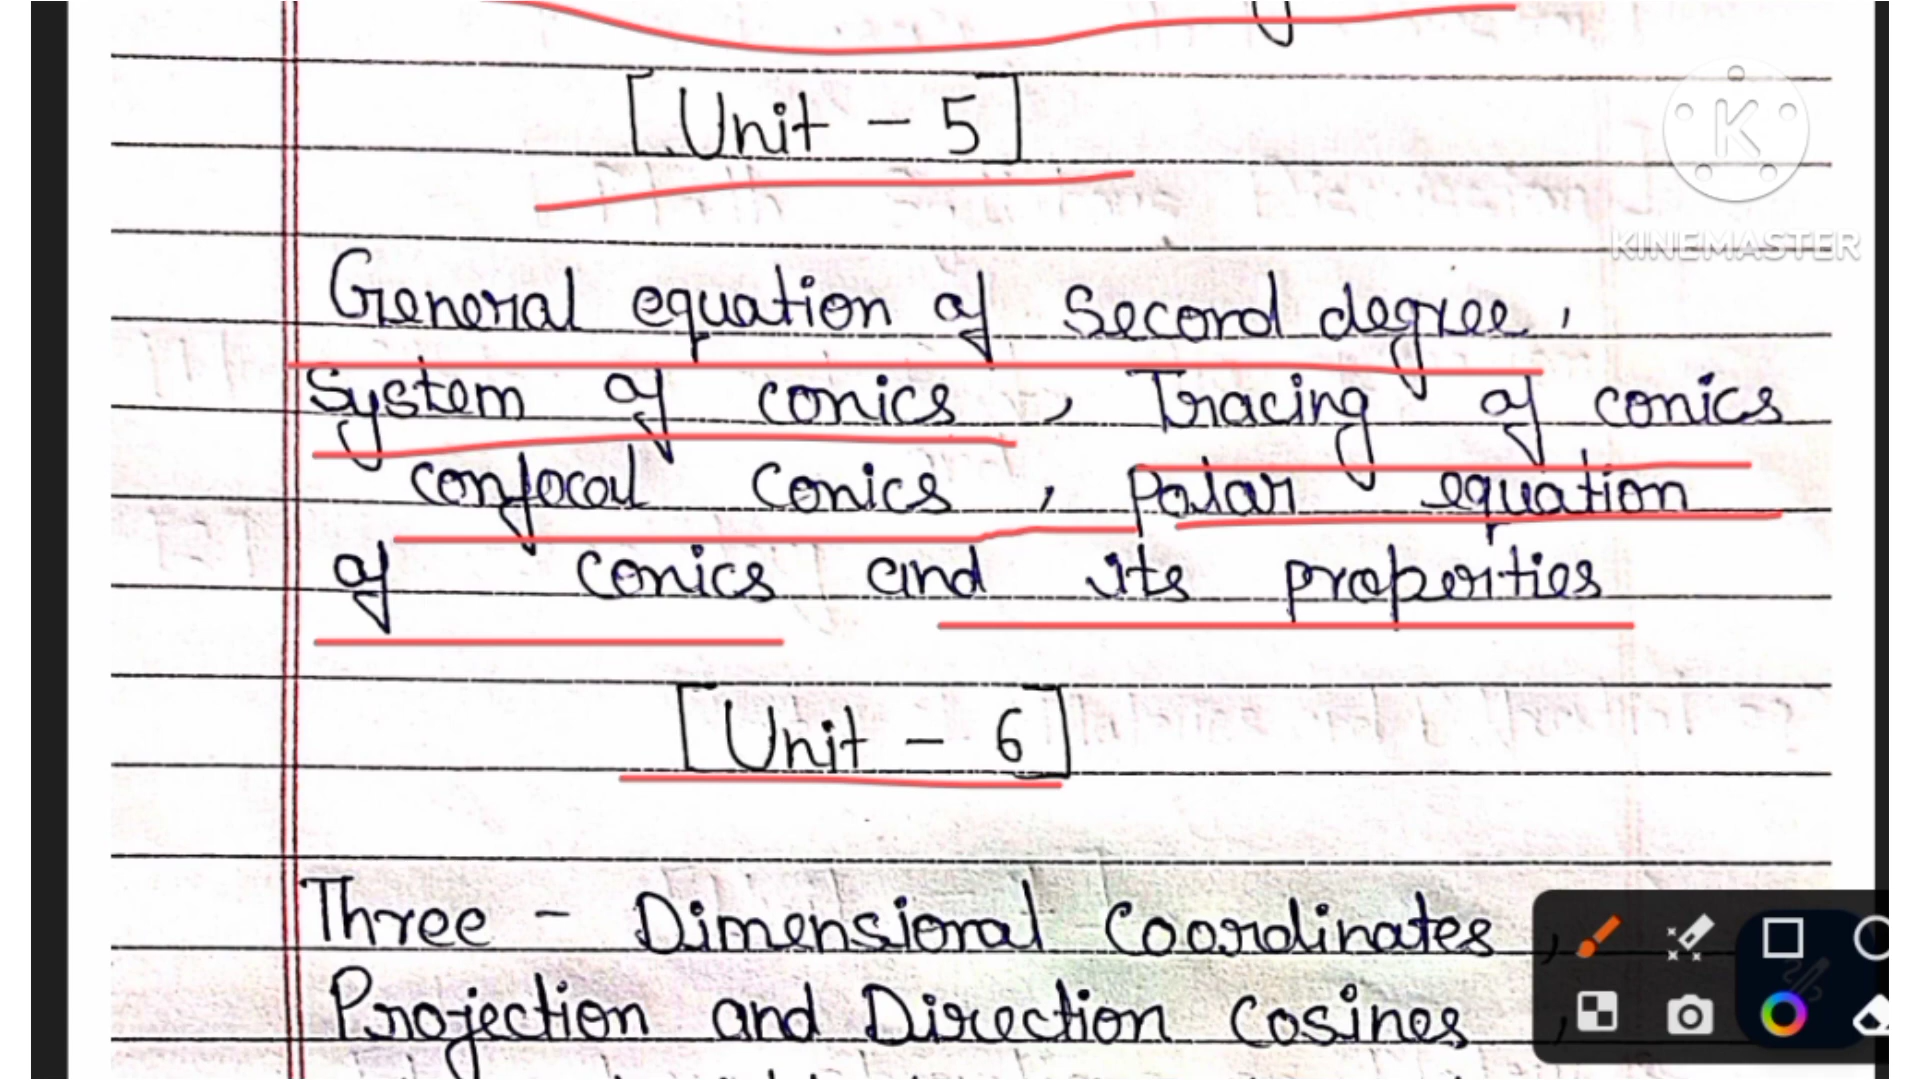 [Unit - 5]
K
KINEMASTER
General equation of Second degree,
System of conics, Tracing of conics
confocal conics, polar equation
of conics and its properties
[Unit - 6]
Three - Dimensional Coordinates,
Projection and Direction Cosines,